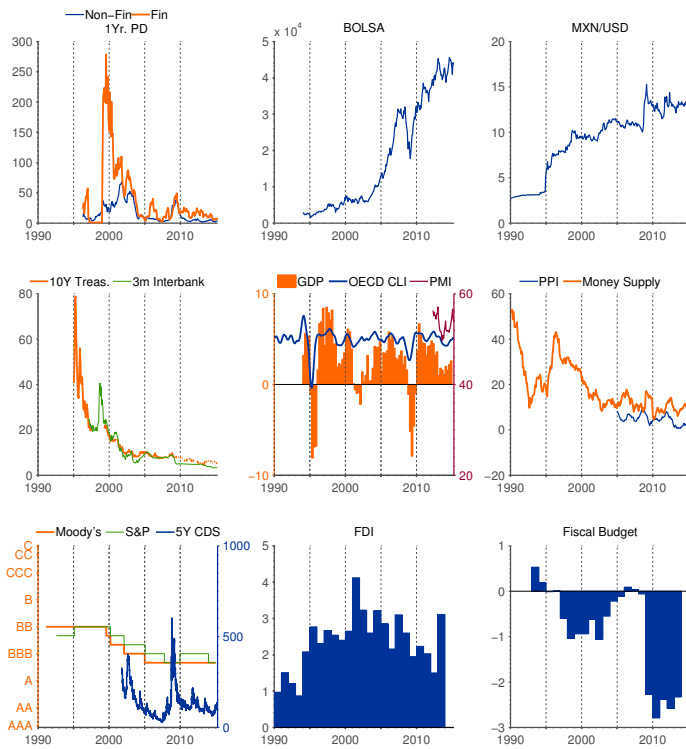 Non-Fin Fin
1Yr. PD
300
250
200
150
100
50
0
1990 2000 2010
x 10⁴
BOLSA
5
4
3
2
1
0
1990 2000 2010
MXN/USD
20
15
10
5
0
1990 2000 2010
10Y Treas. 3m Interbank
80
60
40
20
0
1990 2000 2010
GDP OECD CLI PMI
10
0
−10
60
40
20
1990 2000 2010
PPI Money Supply
60
40
20
0
−20
1990 2000 2010
Moody's S&P 5Y CDS
C
CC
CCC
B
BB
BBB
A
AA
AAA
1000
500
0
1990 2000 2010
FDI
5
4
3
2
1
0
1990 2000 2010
Fiscal Budget
1
0
−1
−2
−3
1990 2000 2010